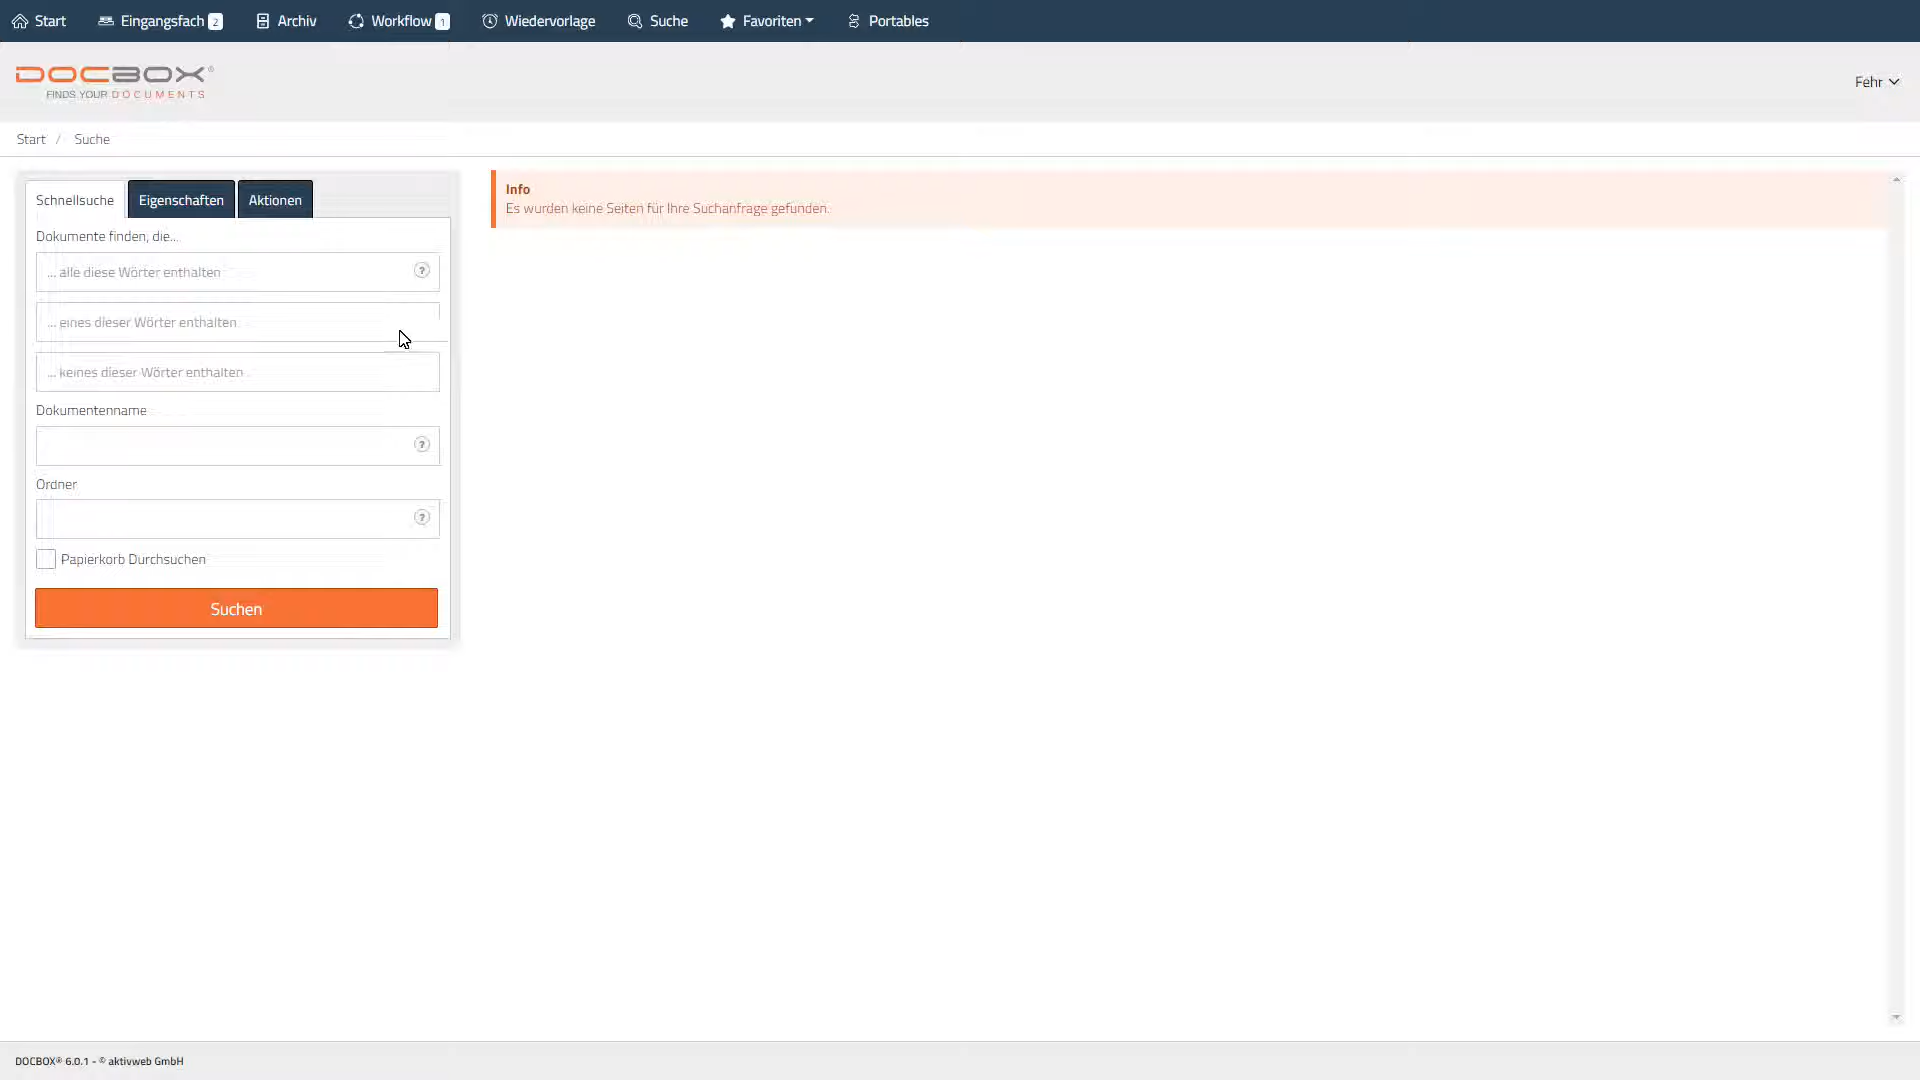 Start Eingangsfach 2 Archiv Workflow 1 Wiedervorlage Suche Favoriten Portables
DOCBOX®
FINDS YOUR DOCUMENTS
Fehr
Start / Suche
Schnellsuche Eigenschaften Aktionen
Dokumente finden, die...
... alle diese Wörter enthalten ?
... eines dieser Wörter enthalten
... keines dieser Wörter enthalten
Dokumentenname
?
Ordner
?
Papierkorb Durchsuchen
Suchen
Info
Es wurden keine Seiten für Ihre Suchanfrage gefunden.
DOCBOX® 6.0.1 - © aktivweb GmbH